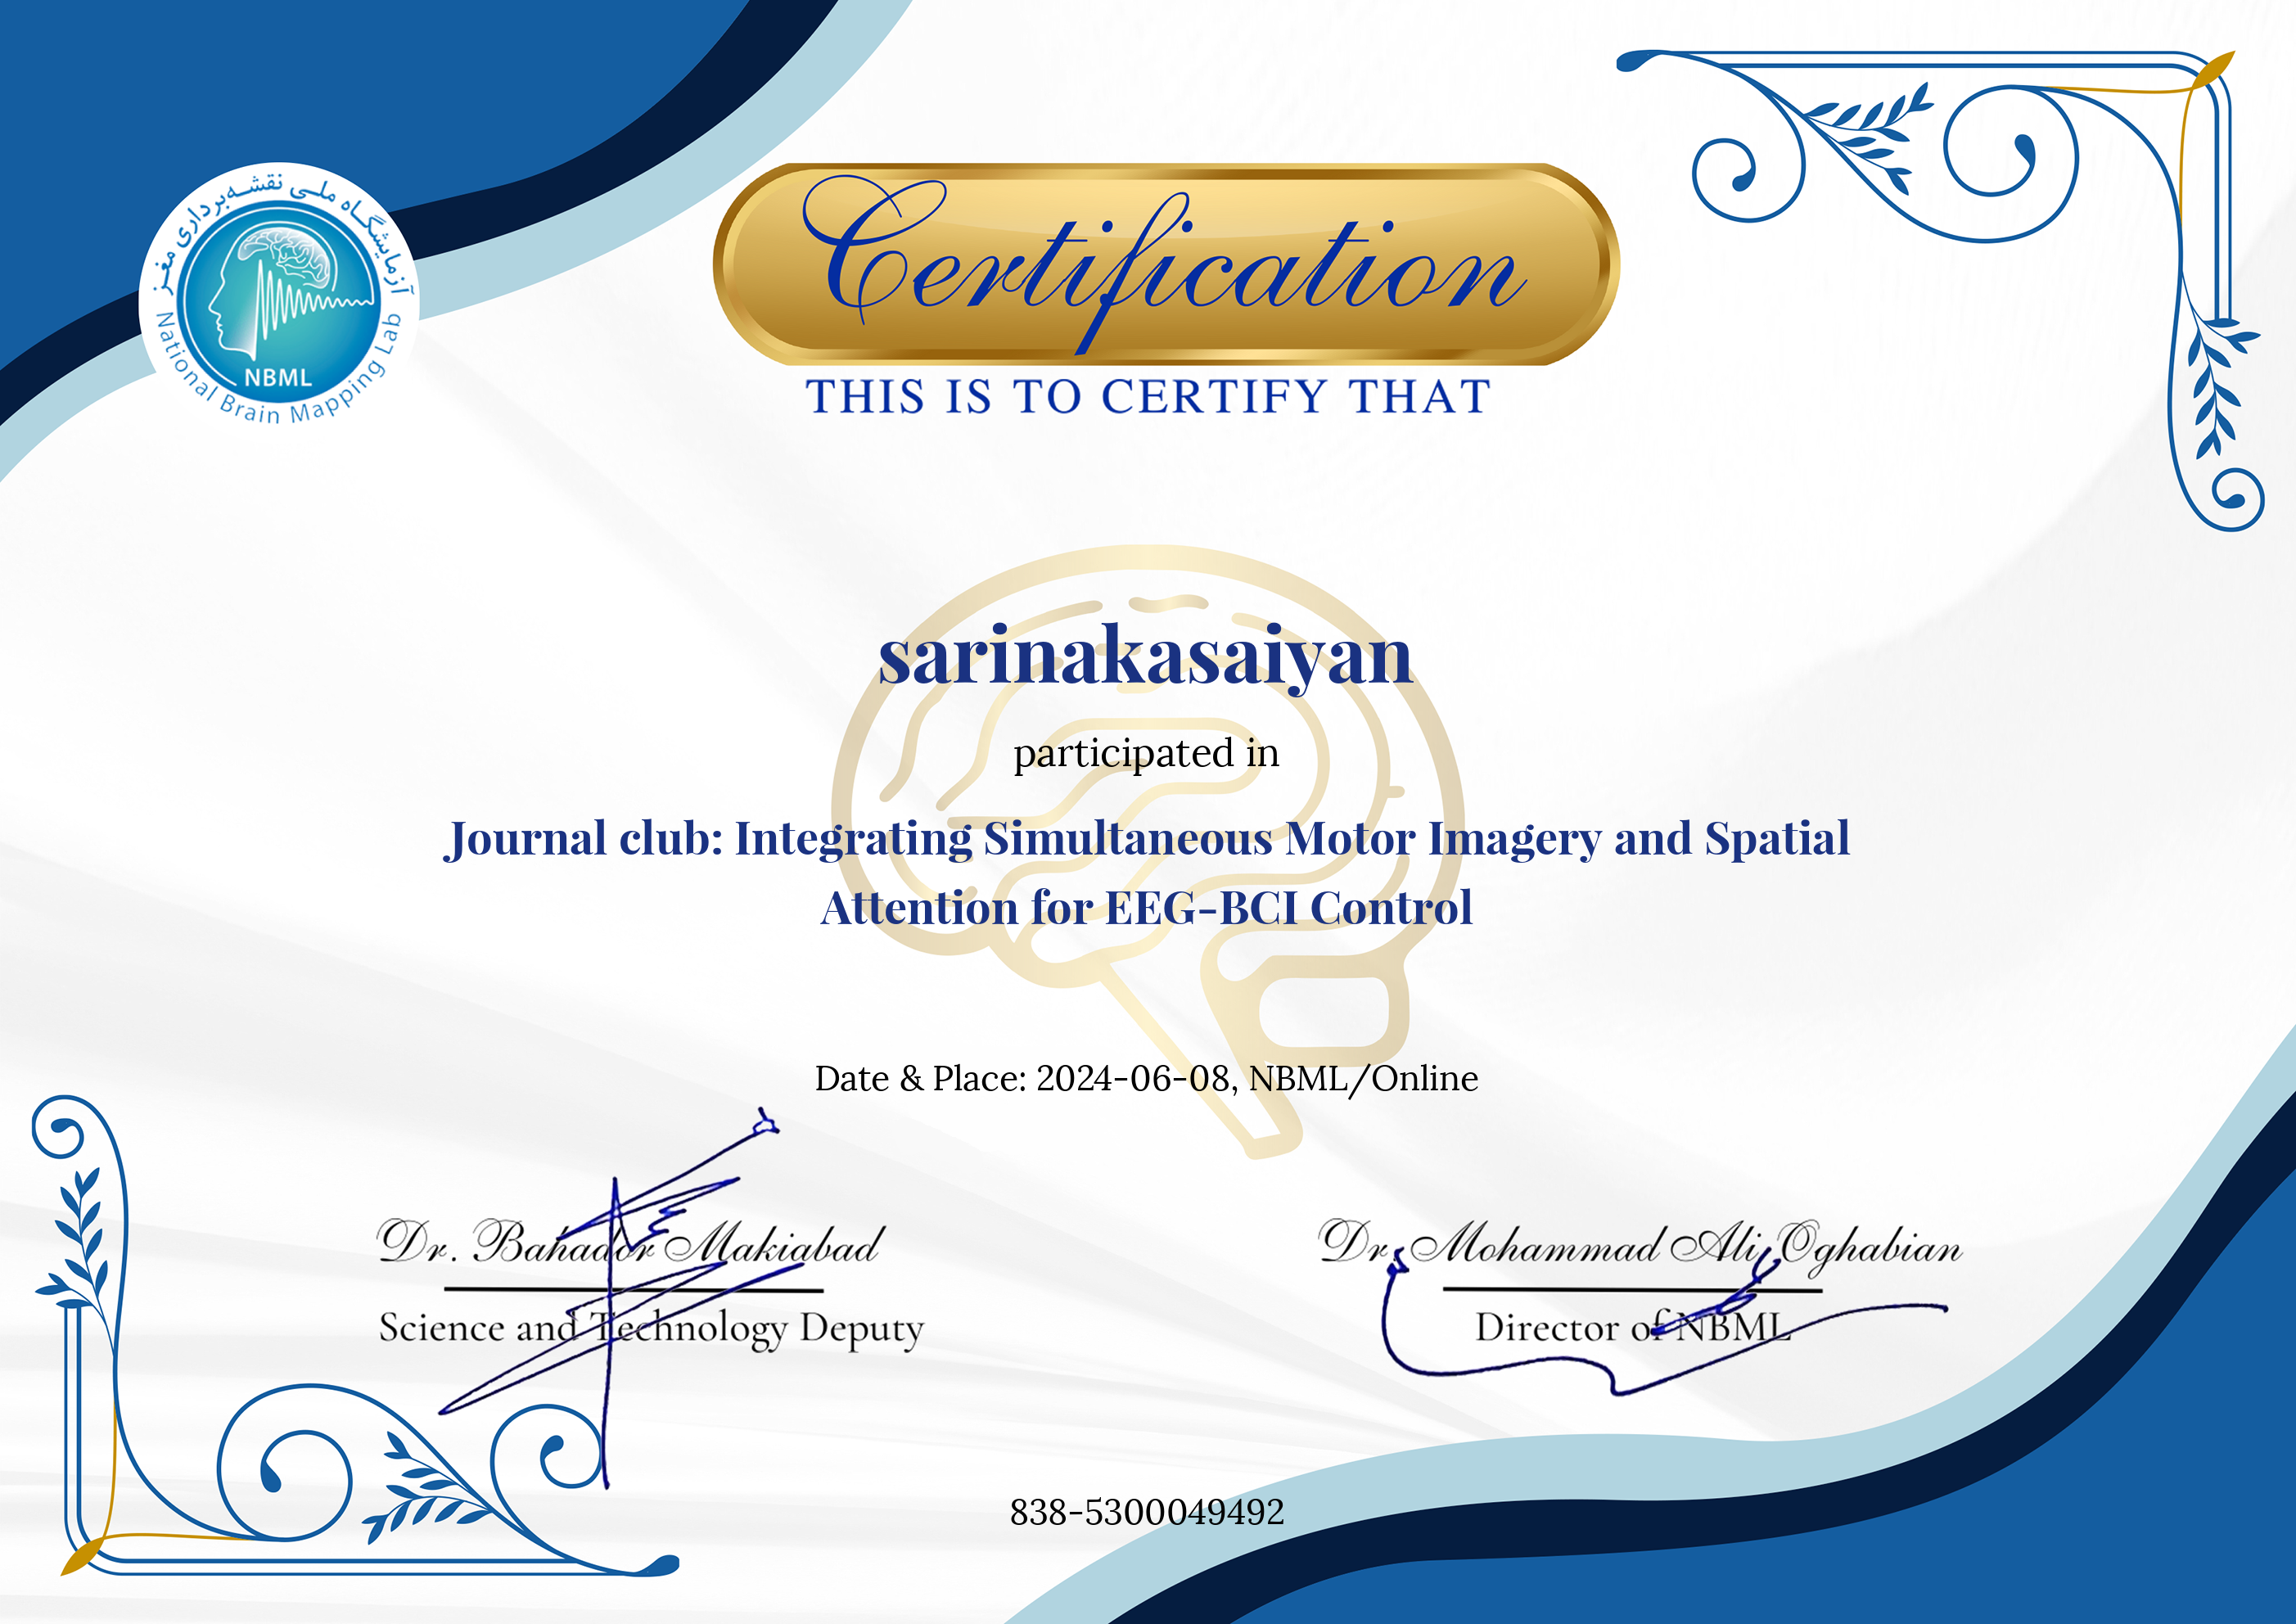 آزمایشگاه ملی نقشه‌برداری مغز
NBML
National Brain Mapping Lab
Certification
THIS IS TO CERTIFY THAT
sarinakasaiyan
participated in
Journal club: Integrating Simultaneous Motor Imagery and Spatial
Attention for EEG-BCI Control
Date & Place: 2024-06-08, NBML/Online
Dr. Bahador Makiabad
Science and Technology Deputy
Dr. Mohammad Ali Oghabian
Director of NBML
838-5300049492